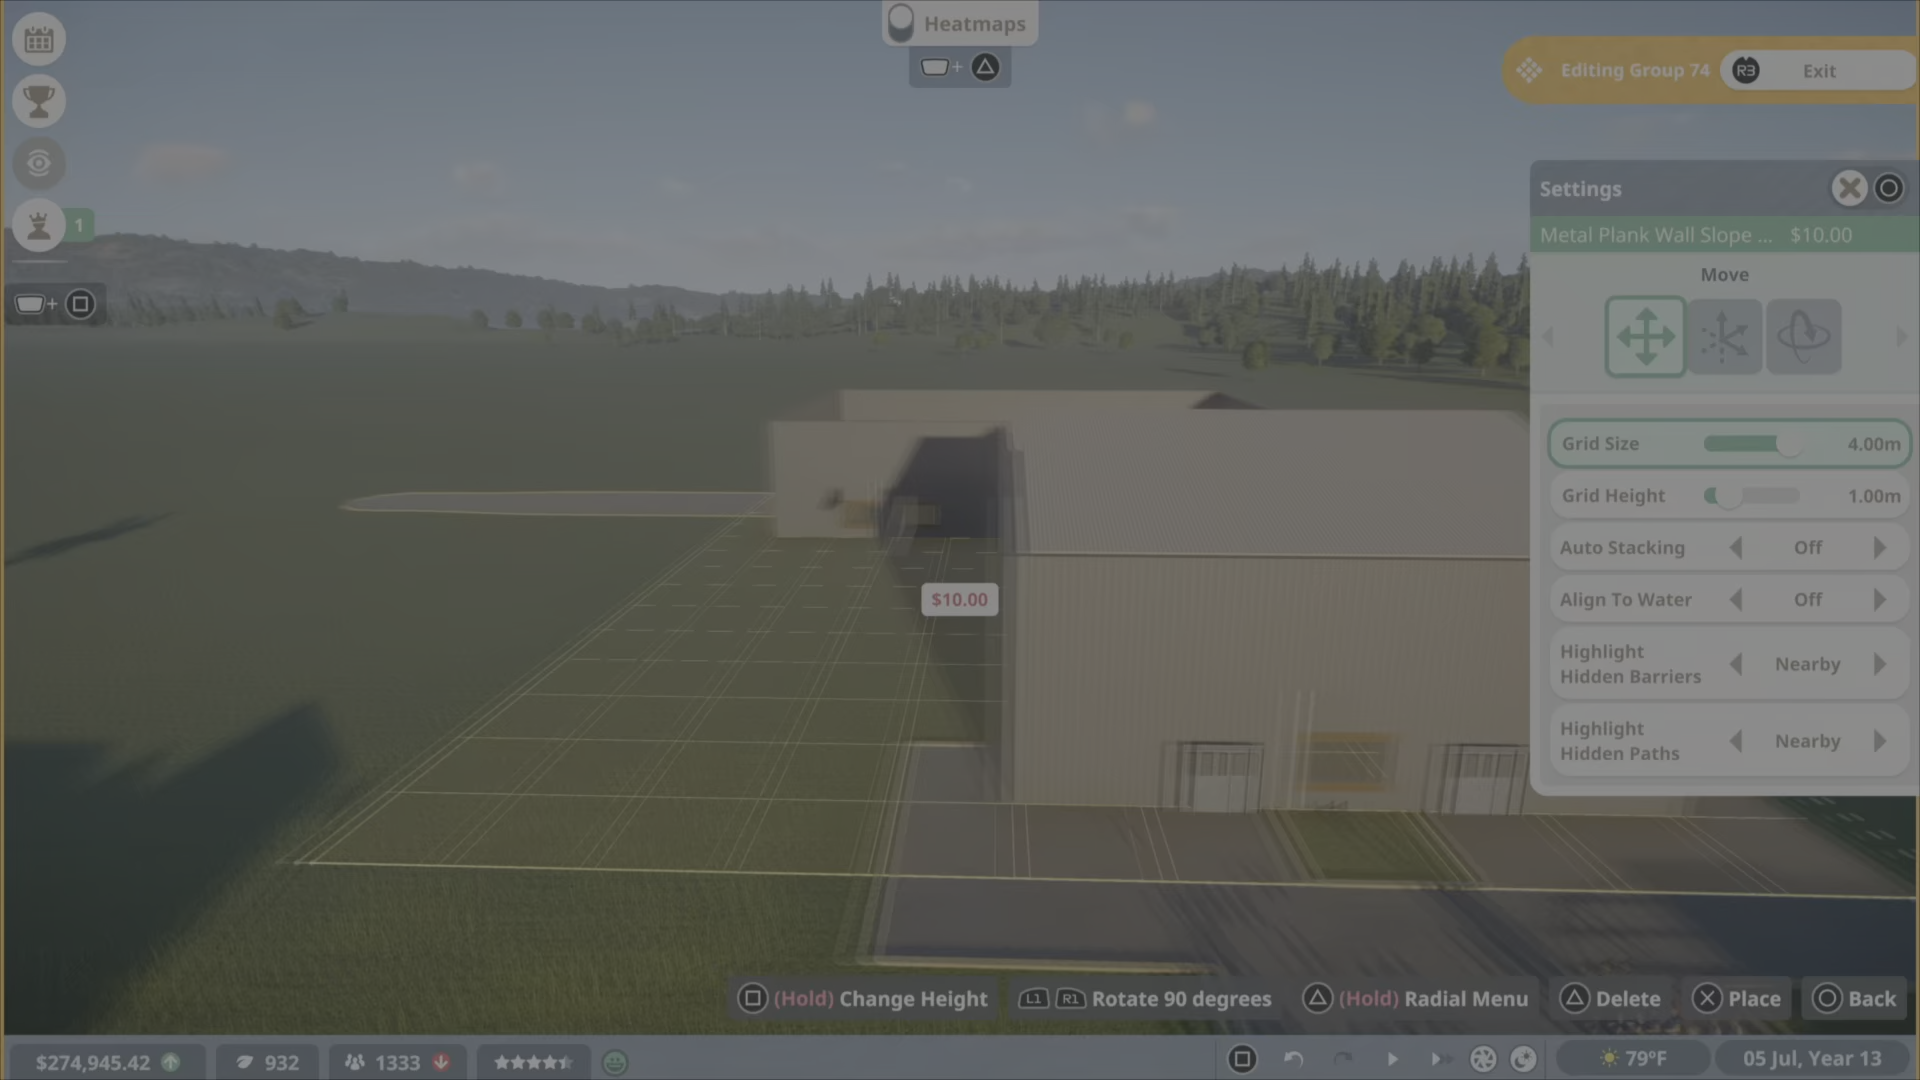 Heatmaps
+
Editing Group 74
R3
Exit
1
+
Settings
Metal Plank Wall Slope ...
$10.00
Move
Grid Size
4.00m
Grid Height
1.00m
Auto Stacking
Off
Align To Water
Off
Highlight
Hidden Barriers
Nearby
Highlight
Hidden Paths
Nearby
$10.00
(Hold) Change Height
L1 R1 Rotate 90 degrees
(Hold) Radial Menu
Delete
Place
Back
$274,945.42
932
1333
79°F
05 Jul, Year 13